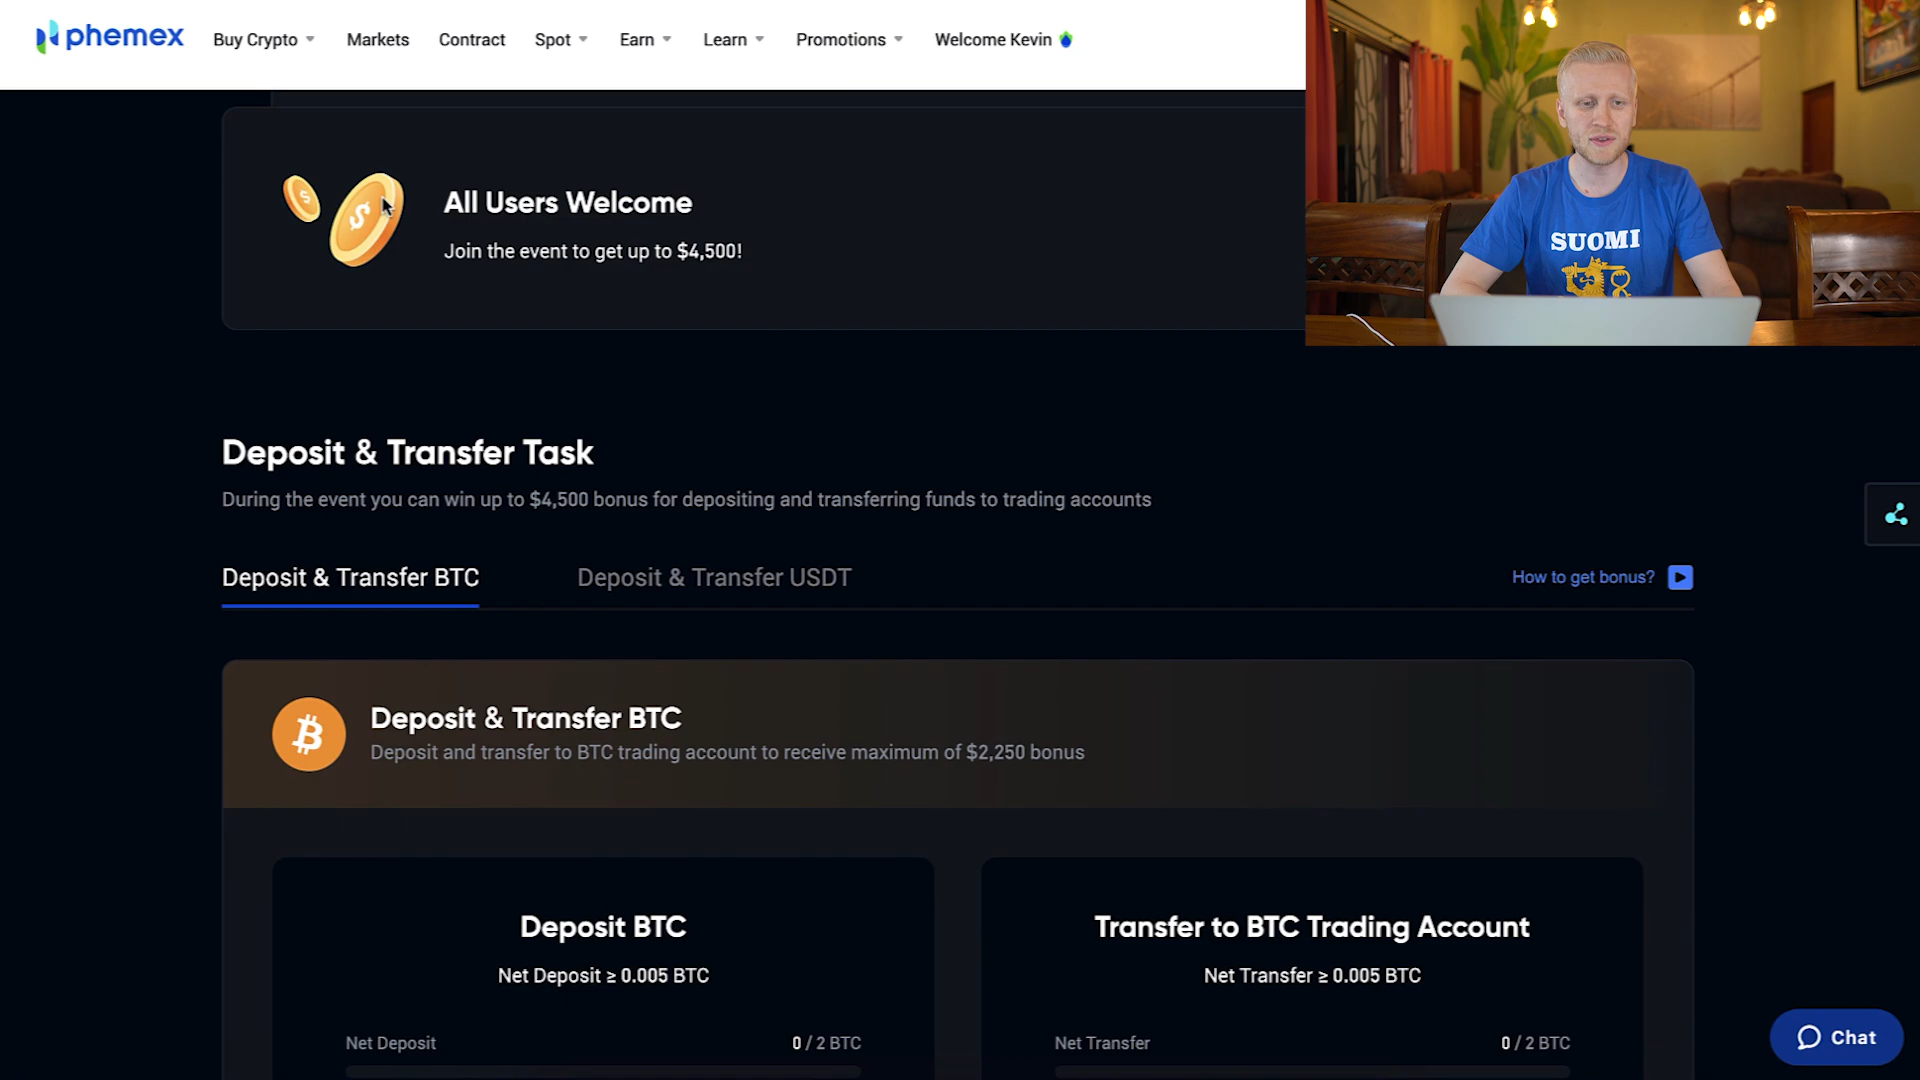 phemex
Buy Crypto
Markets
Contract
Spot
Earn
Learn
Promotions
Welcome Kevin
SUOMI
All Users Welcome
Join the event to get up to $4,500!
Deposit & Transfer Task
During the event you can win up to $4,500 bonus for depositing and transferring funds to trading accounts
Deposit & Transfer BTC
Deposit & Transfer USDT
How to get bonus?
Deposit & Transfer BTC
Deposit and transfer to BTC trading account to receive maximum of $2,250 bonus
Deposit BTC
Net Deposit ≥ 0.005 BTC
Net Deposit
0 / 2 BTC
Transfer to BTC Trading Account
Net Transfer ≥ 0.005 BTC
Net Transfer
0 / 2 BTC
Chat